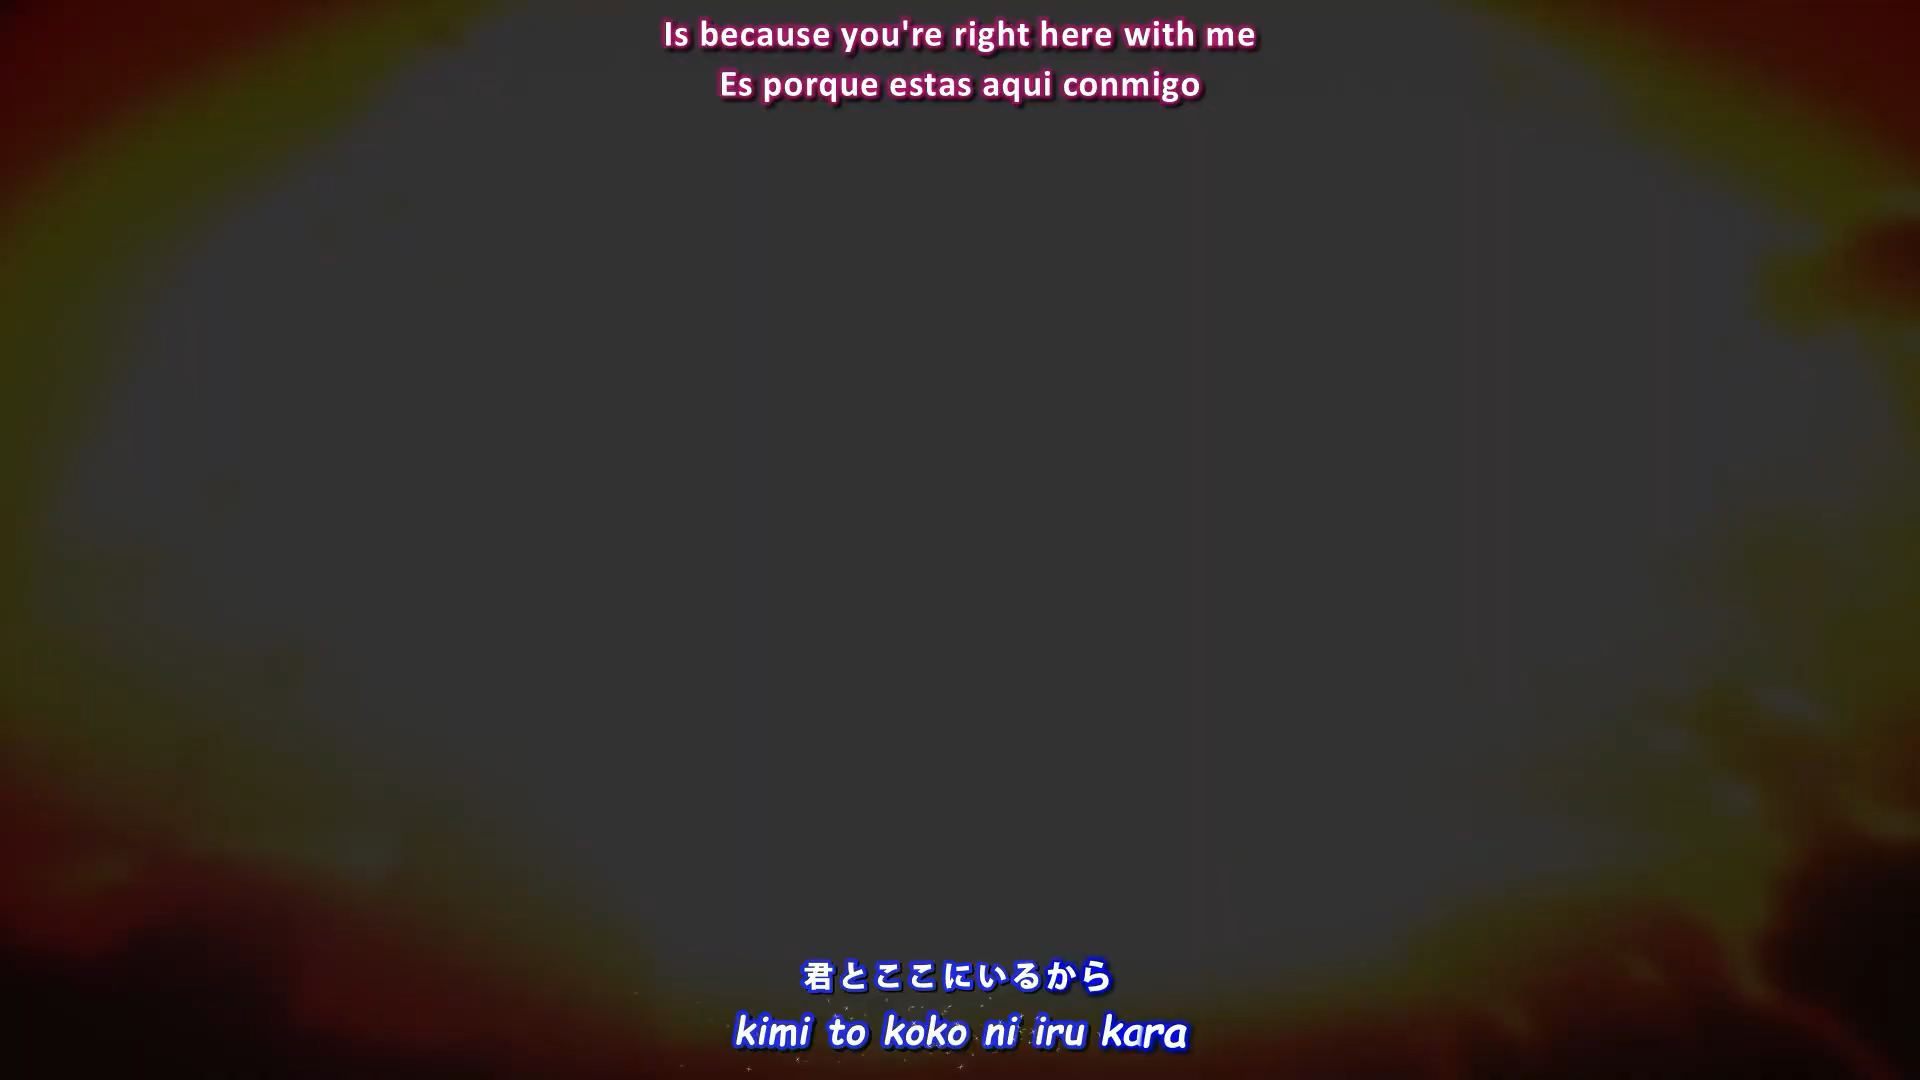 Is because you're right here with me
Es porque estas aqui conmigo
君とここにいるから
kimi to koko ni iru kara